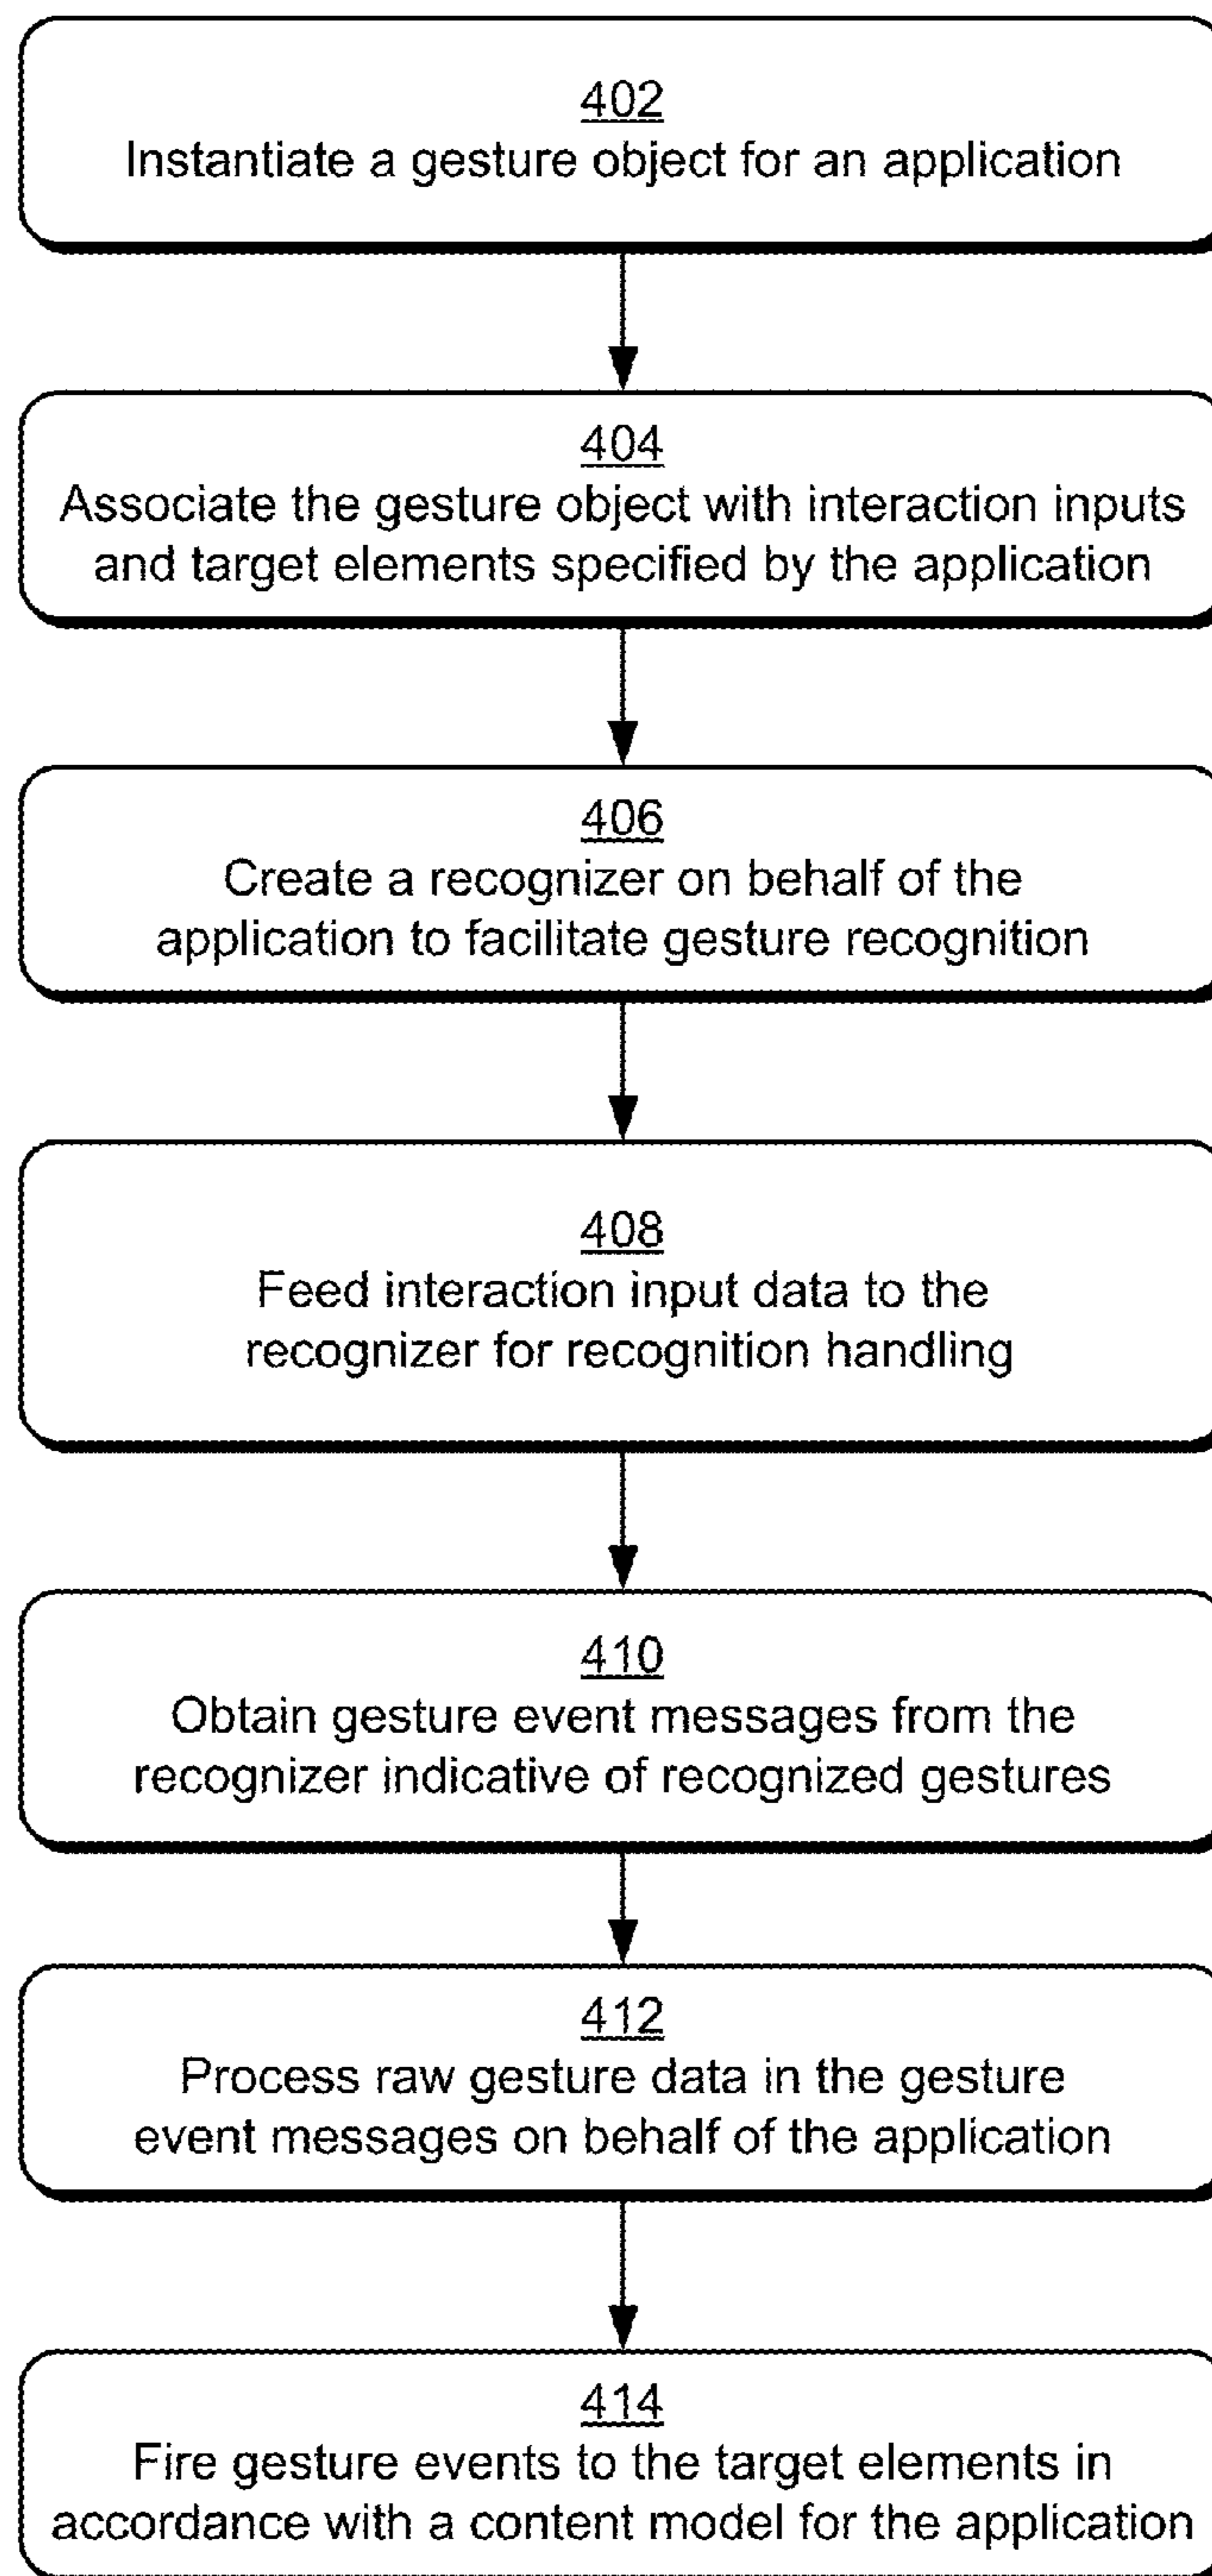 402
Instantiate a gesture object for an application
404
Associate the gesture object with interaction inputs
and target elements specified by the application
406
Create a recognizer on behalf of the
application to facilitate gesture recognition
408
Feed interaction input data to the
recognizer for recognition handling
410
Obtain gesture event messages from the
recognizer indicative of recognized gestures
412
Process raw gesture data in the gesture
event messages on behalf of the application
414
Fire gesture events to the target elements in
accordance with a content model for the application